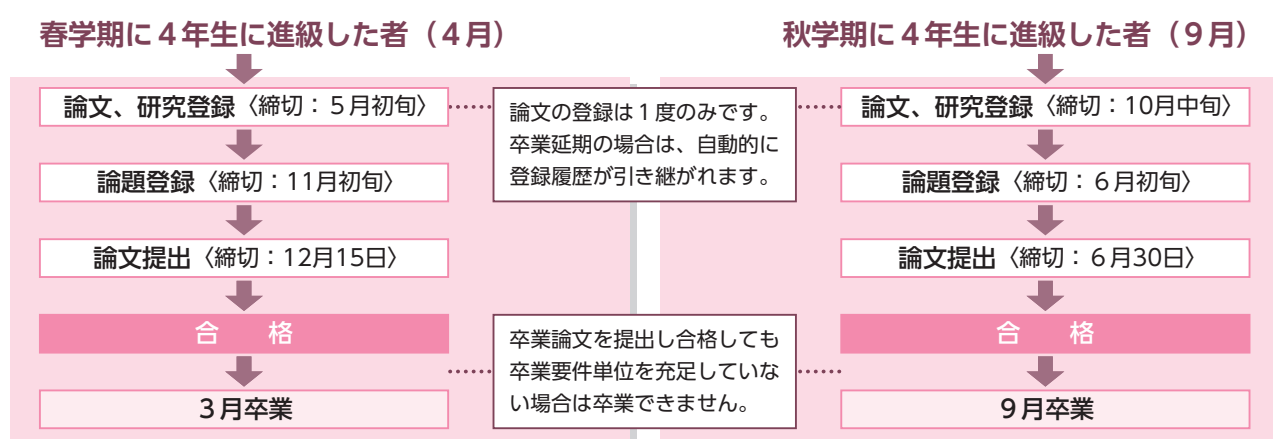 春学期に4年生に進級した者（4月）
論文、研究登録〈締切：5月初旬〉
論題登録〈締切：11月初旬〉
論文提出〈締切：12月15日〉
合　格
3月卒業
論文の登録は1度のみです。
卒業延期の場合は、自動的に
登録履歴が引き継がれます。
卒業論文を提出し合格しても
卒業要件単位を充足していな
い場合は卒業できません。
秋学期に4年生に進級した者（9月）
論文、研究登録〈締切：10月中旬〉
論題登録〈締切：6月初旬〉
論文提出〈締切：6月30日〉
合　格
9月卒業